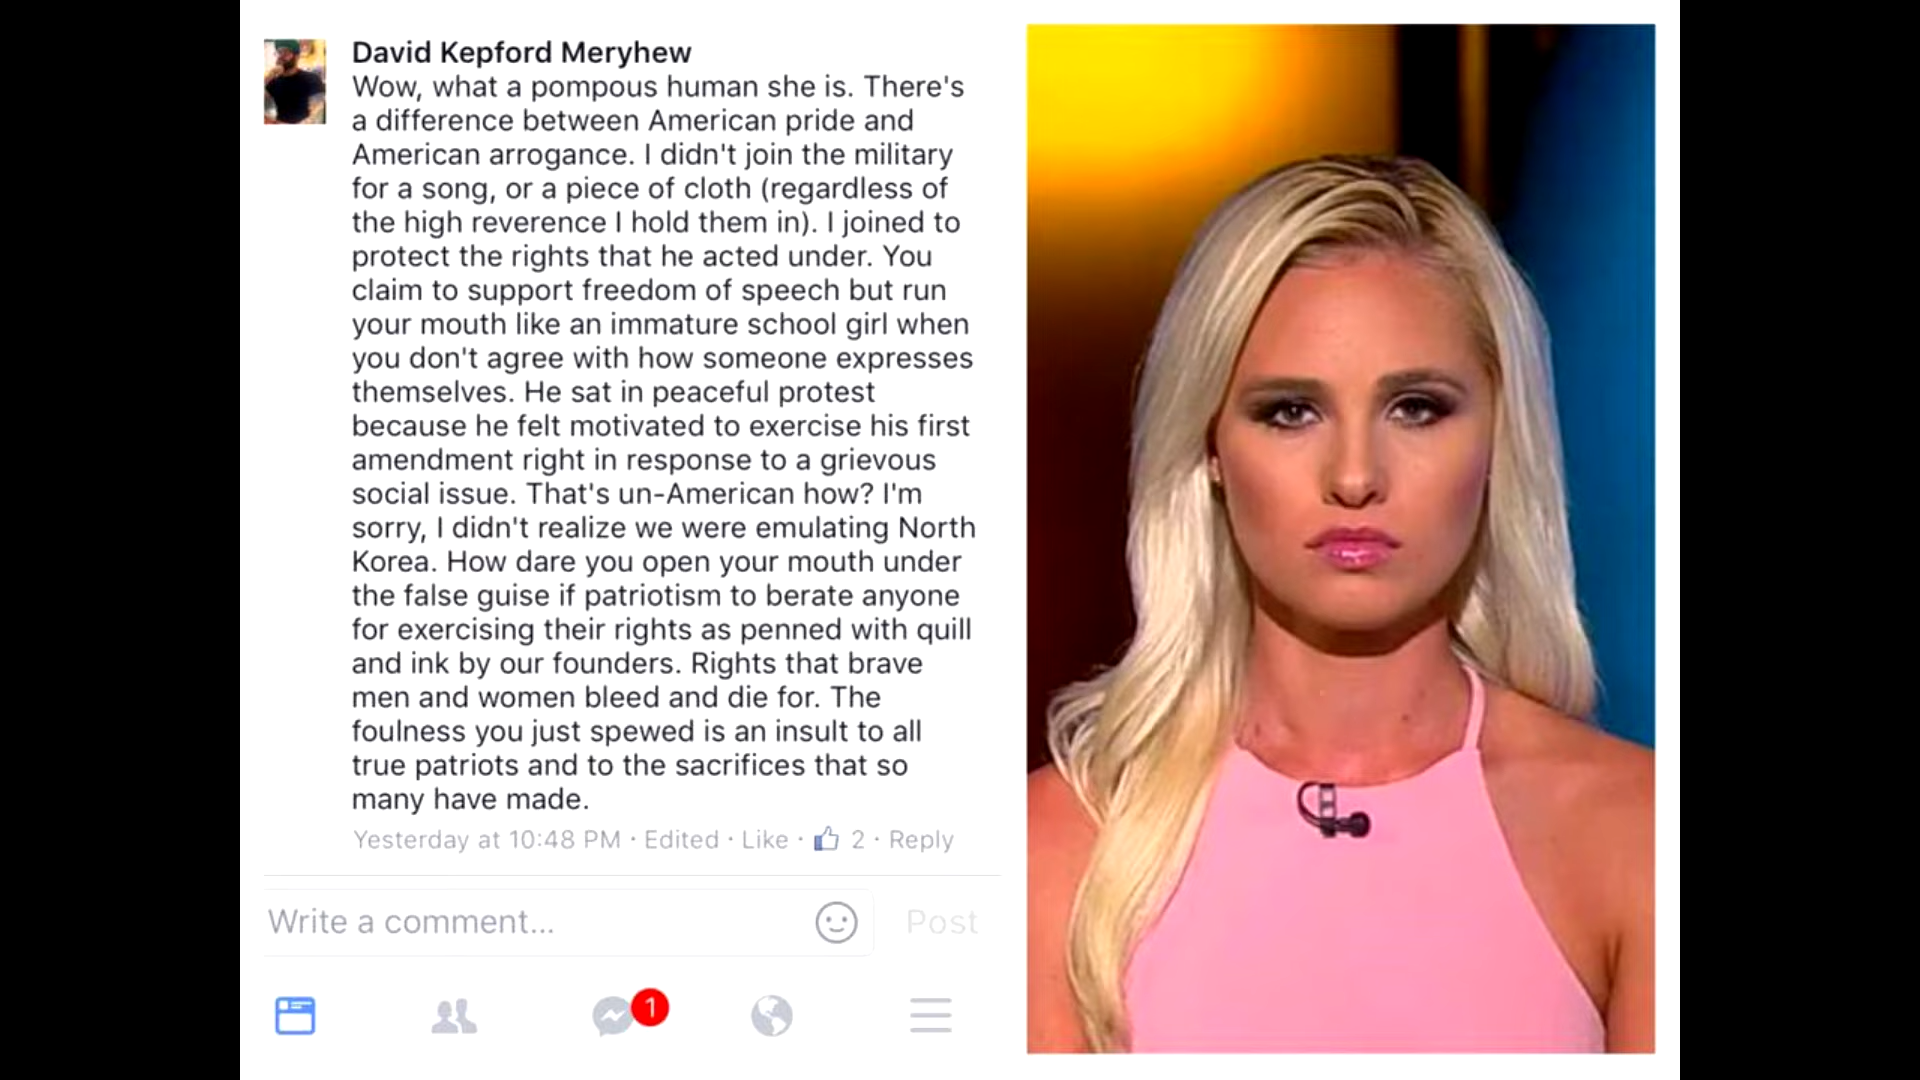 David Kepford Meryhew
Wow, what a pompous human she is. There's
a difference between American pride and
American arrogance. I didn't join the military
for a song, or a piece of cloth (regardless of
the high reverence I hold them in). I joined to
protect the rights that he acted under. You
claim to support freedom of speech but run
your mouth like an immature school girl when
you don't agree with how someone expresses
themselves. He sat in peaceful protest
because he felt motivated to exercise his first
amendment right in response to a grievous
social issue. That's un-American how? I'm
sorry, I didn't realize we were emulating North
Korea. How dare you open your mouth under
the false guise if patriotism to berate anyone
for exercising their rights as penned with quill
and ink by our founders. Rights that brave
men and women bleed and die for. The
foulness you just spewed is an insult to all
true patriots and to the sacrifices that so
many have made.
Yesterday at 10:48 PM · Edited · Like · 2 · Reply
Write a comment... Post
1